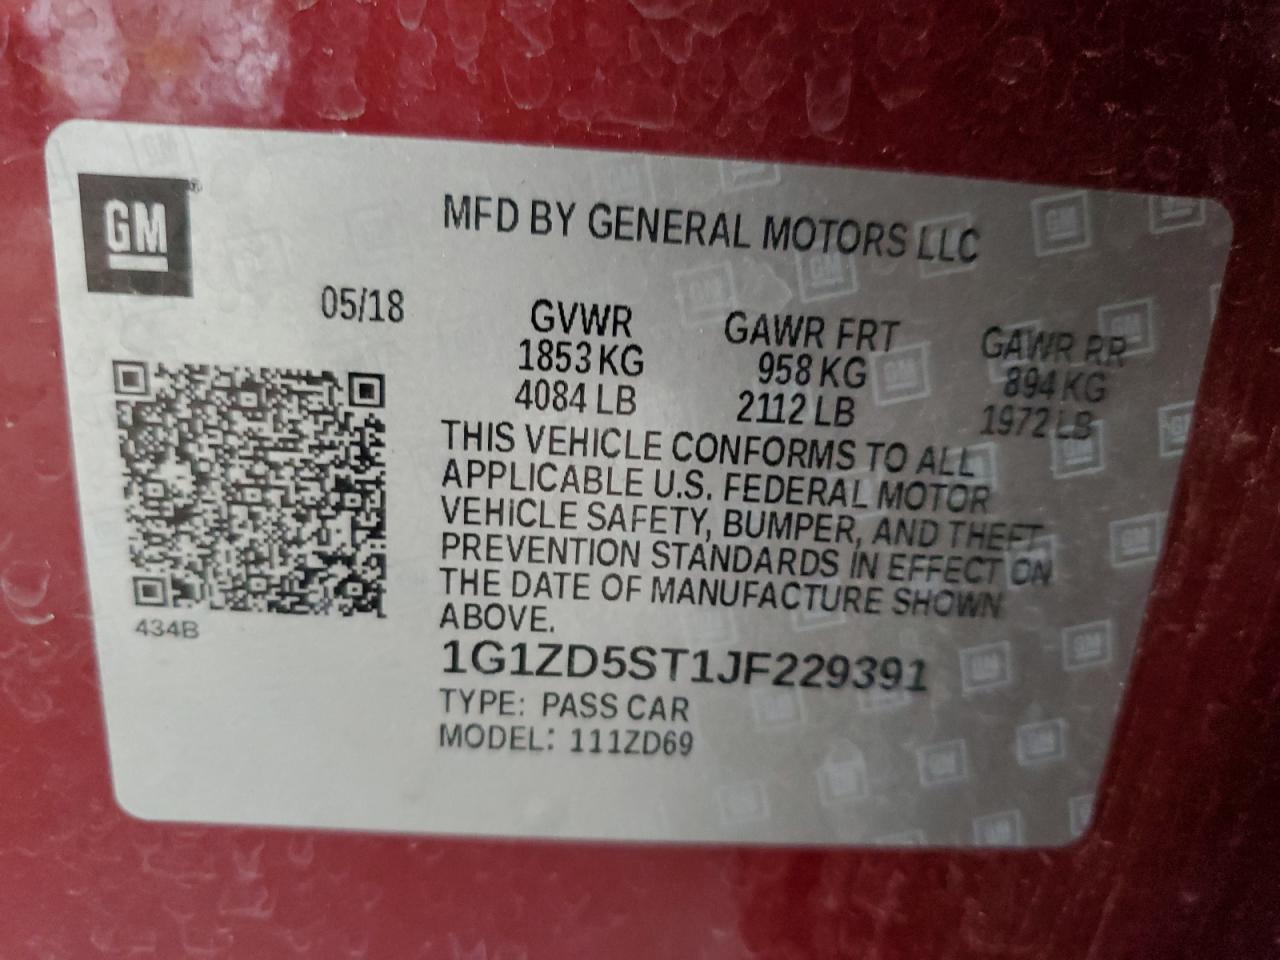 GM
MFD BY GENERAL MOTORS LLC
05/18
GVWR GAWR FRT GAWR RR
1853 KG 958 KG 894 KG
4084 LB 2112 LB 1972 LB
THIS VEHICLE CONFORMS TO ALL
APPLICABLE U.S. FEDERAL MOTOR
VEHICLE SAFETY, BUMPER, AND THEFT
PREVENTION STANDARDS IN EFFECT ON
THE DATE OF MANUFACTURE SHOWN
ABOVE.
434B
1G1ZD5ST1JF229391
TYPE: PASS CAR
MODEL: 111ZD69